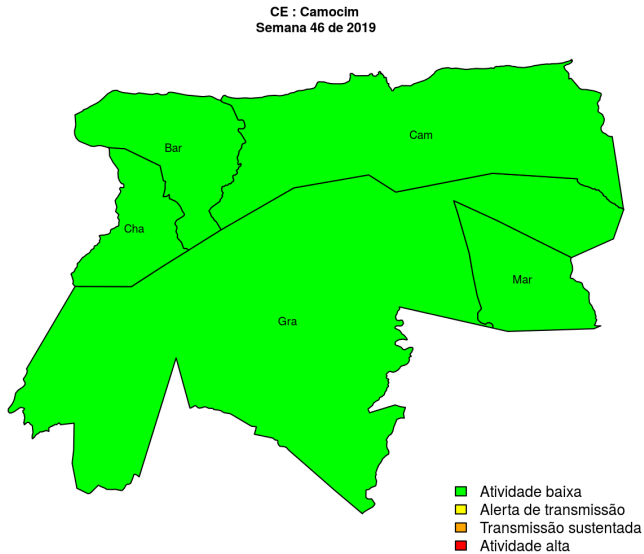 CE : Camocim
Semana 46 de 2019
Bar
Cam
Cha
Mar
Gra
Atividade baixa
Alerta de transmissão
Transmissão sustentada
Atividade alta